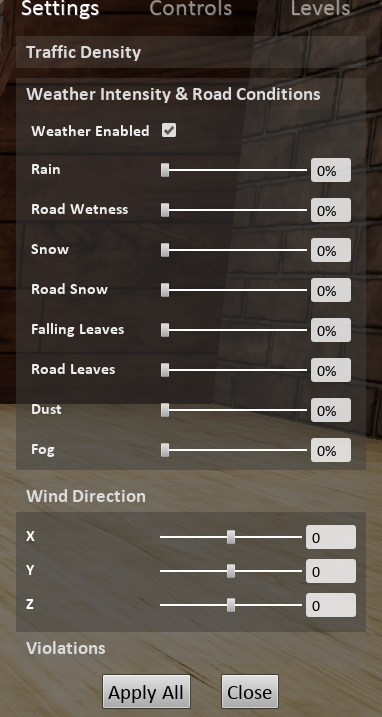 Settings Controls Levels
Traffic Density
Weather Intensity & Road Conditions
Weather Enabled
Rain 0%
Road Wetness 0%
Snow 0%
Road Snow 0%
Falling Leaves 0%
Road Leaves 0%
Dust 0%
Fog 0%
Wind Direction
X 0
Y 0
Z 0
Violations
Apply All Close